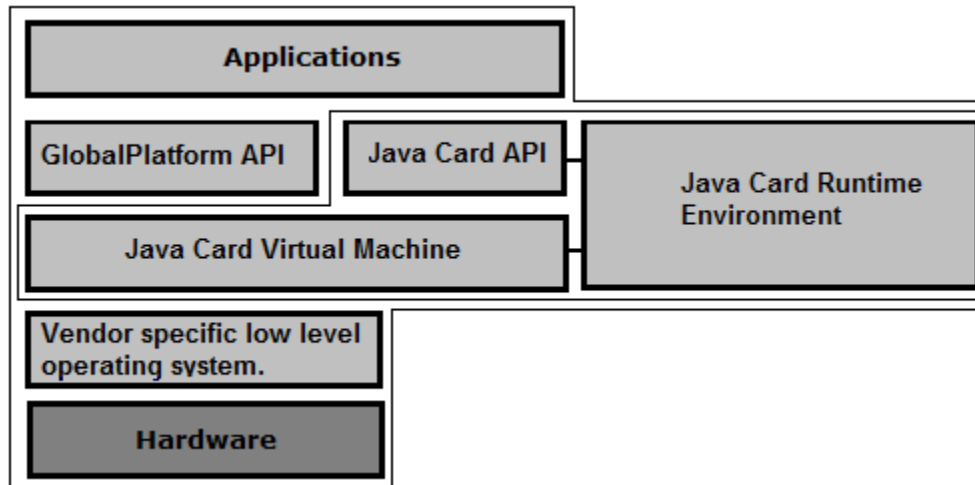 Applications
GlobalPlatform API
Java Card API
Java Card Runtime
Environment
Java Card Virtual Machine
Vendor specific low level
operating system.
Hardware